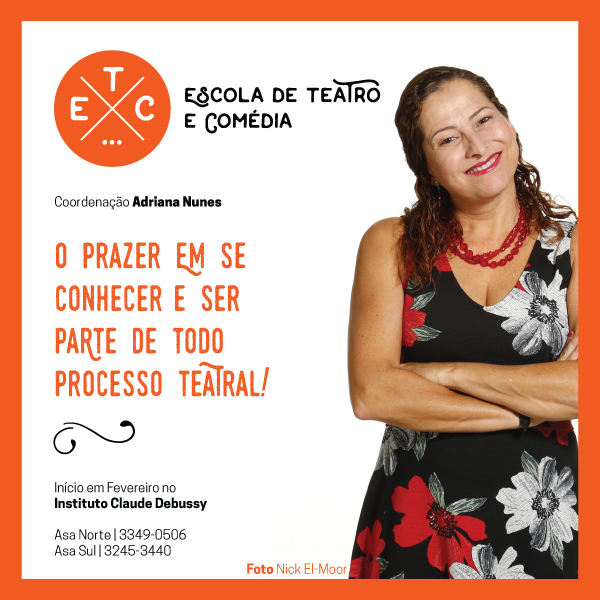 E T C
...
ESCOLA DE TEATRO
E COMÉDIA
Coordenação Adriana Nunes
O PRAZER EM SE
CONHECER E SER
PARTE DE TODO
PROCESSO TEATRAL!
Início em Fevereiro no
Instituto Claude Debussy
Asa Norte | 3349-0506
Asa Sul | 3245-3440
Foto Nick El-Moor